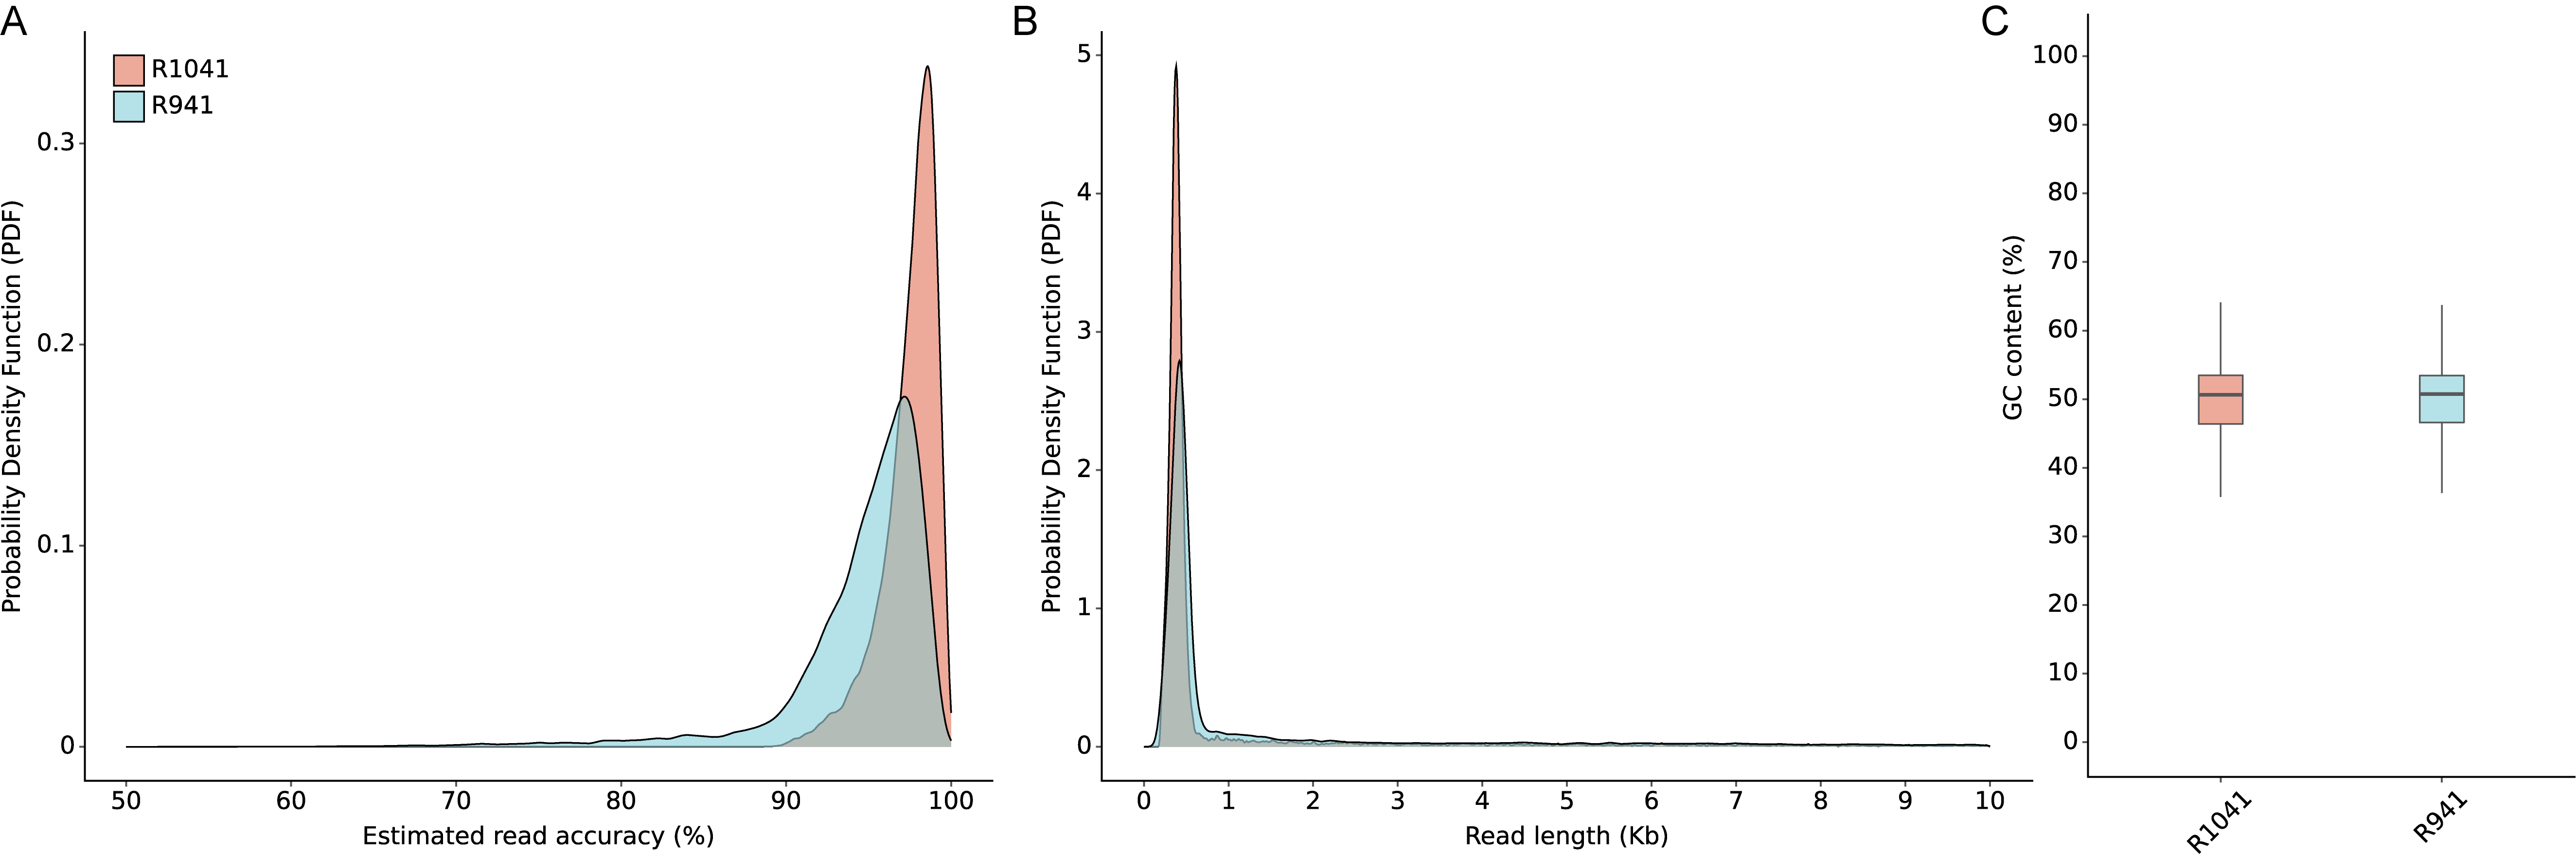 A
R1041
R941
Probability Density Function (PDF)
0.3
0.2
0.1
0
50 60 70 80 90 100
Estimated read accuracy (%)
B
Probability Density Function (PDF)
5
4
3
2
1
0
0 1 2 3 4 5 6 7 8 9 10
Read length (Kb)
C
GC content (%)
100
90
80
70
60
50
40
30
20
10
0
R1041
R941